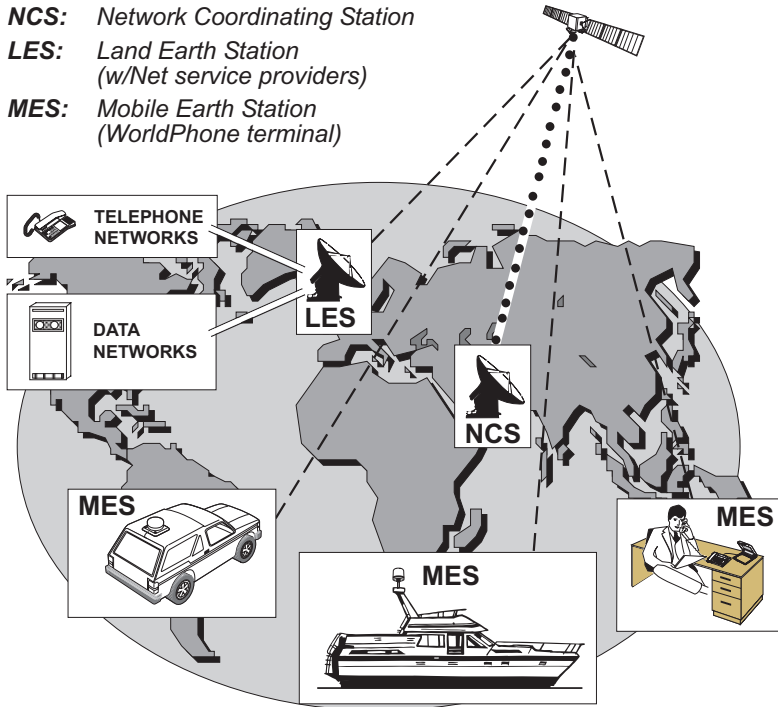 NCS: Network Coordinating Station
LES: Land Earth Station
(w/Net service providers)
MES: Mobile Earth Station
(WorldPhone terminal)
TELEPHONE
NETWORKS
LES
DATA
NETWORKS
NCS
MES
MES
MES